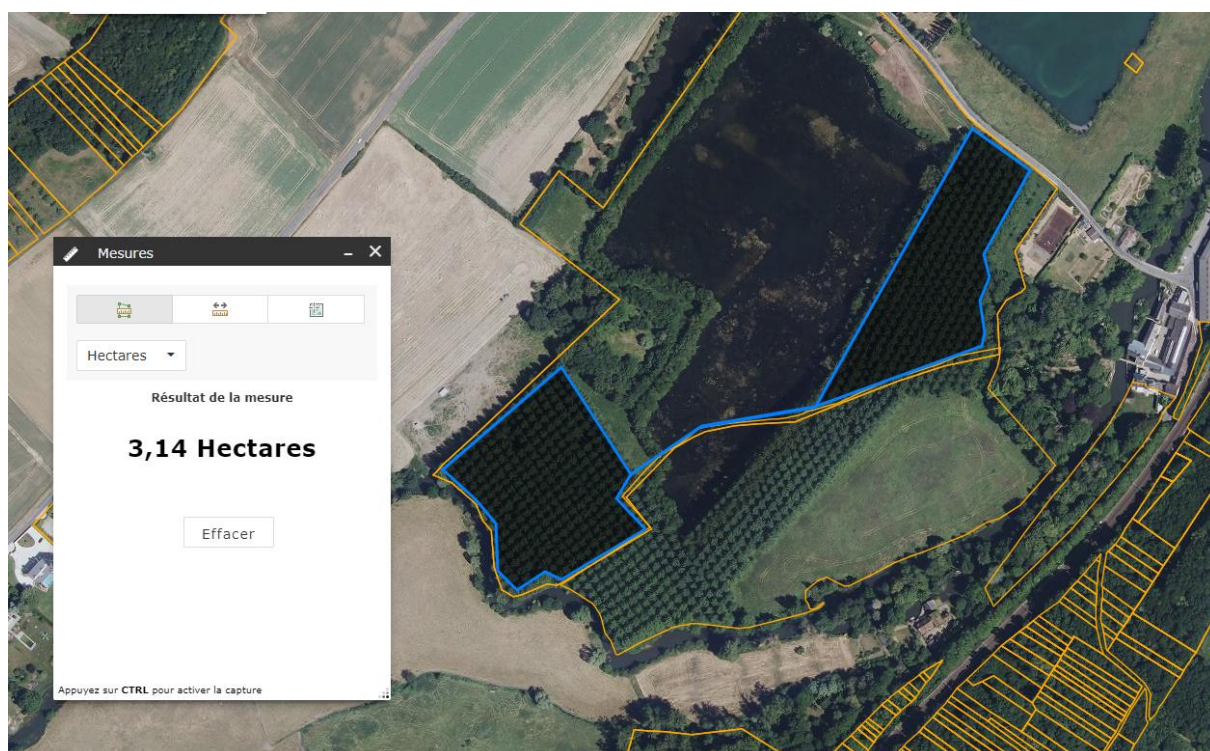 Mesures
Hectares
Résultat de la mesure
3,14 Hectares
Effacer
Appuyez sur CTRL pour activer la capture